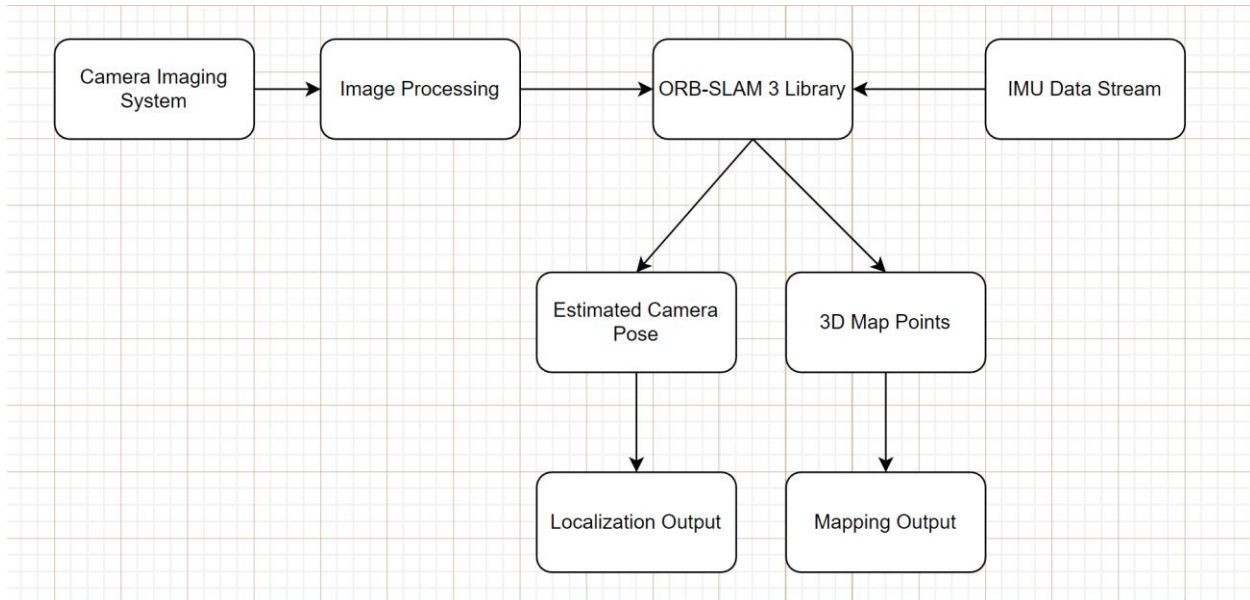 Camera Imaging
System
Image Processing
ORB-SLAM 3 Library
IMU Data Stream
Estimated Camera
Pose
3D Map Points
Localization Output
Mapping Output